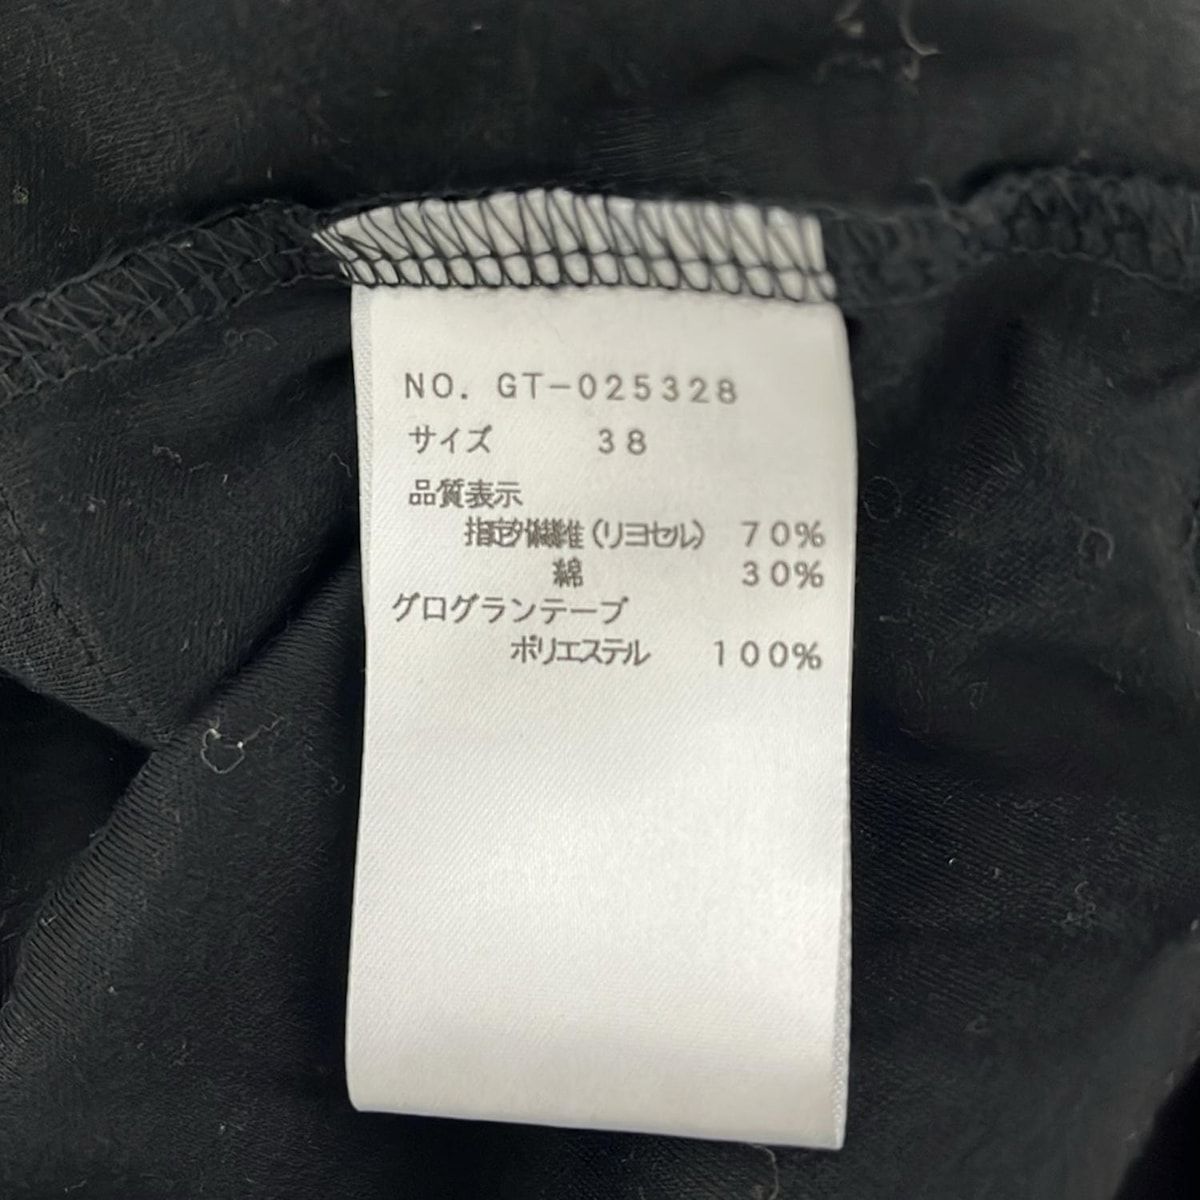 NO. GT-025328
サイズ 38
品質表示
指定外繊維(リヨセル) 70%
綿 30%
グログランテープ
ポリエステル 100%